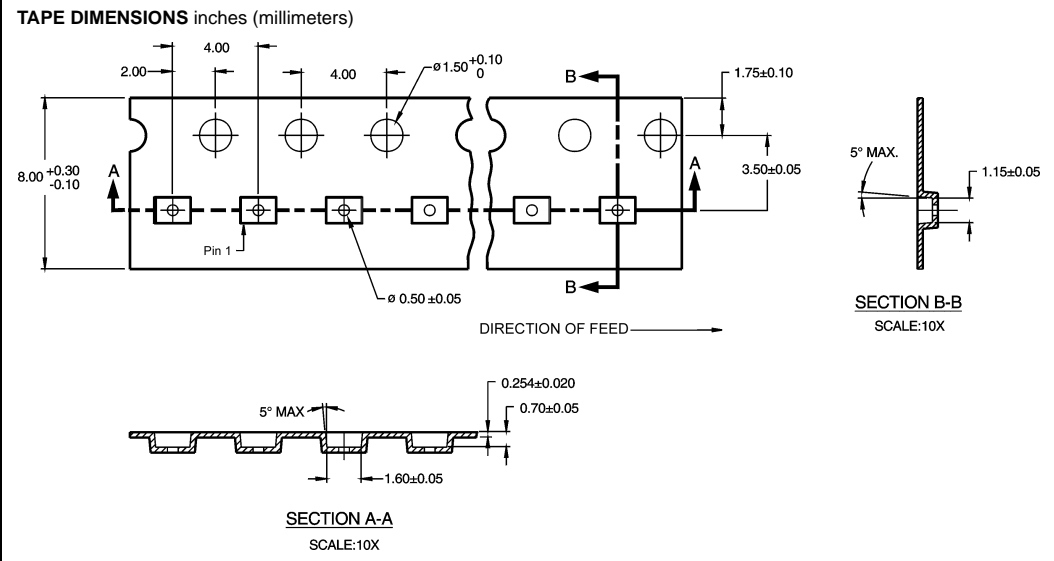 TAPE DIMENSIONS inches (millimeters)
4.00
2.00
4.00
ø1.50 +0.10
0
B
1.75±0.10
8.00 +0.30
-0.10
A
A
3.50±0.05
Pin 1
ø 0.50 ±0.05
B
DIRECTION OF FEED
5° MAX.
1.15±0.05
SECTION B-B
SCALE:10X
0.254±0.020
0.70±0.05
5° MAX
1.60±0.05
SECTION A-A
SCALE:10X